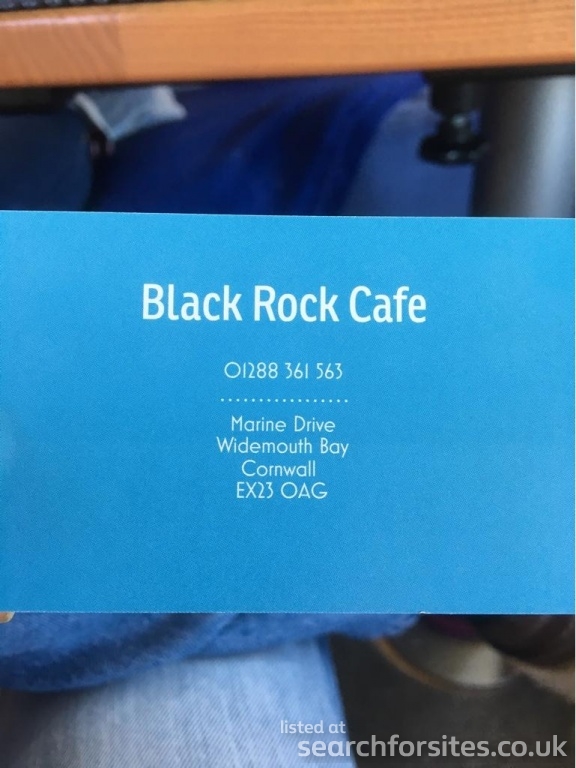 Black Rock Cafe
01288 361 563
Marine Drive
Widemouth Bay
Cornwall
EX23 0AG
listed at
searchforsites.co.uk